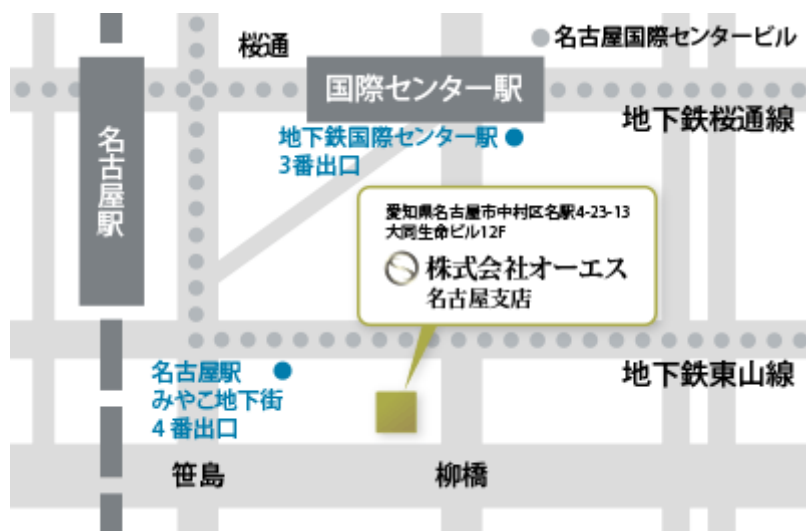 桜通
名古屋国際センタービル
国際センター駅
地下鉄桜通線
名古屋駅
地下鉄国際センター駅
3番出口
愛知県名古屋市中村区名駅4-23-13
大同生命ビル12F
株式会社オーエス
名古屋支店
名古屋駅
みやこ地下街
4番出口
地下鉄東山線
笹島
柳橋